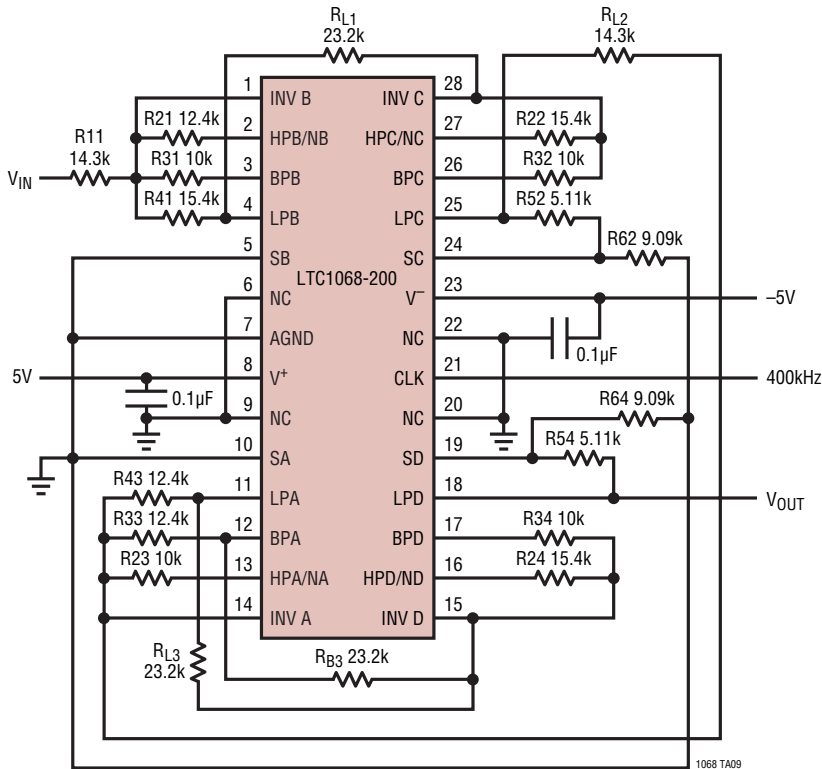 RL1
23.2k
RL2
14.3k
1
INV B
INV C
28
R21 12.4k
2
HPB/NB
HPC/NC
27
R22 15.4k
R11
14.3k
R31 10k
3
BPB
BPC
26
R32 10k
VIN
R41 15.4k
4
LPB
LPC
25
R52 5.11k
5
SB
SC
24
R62 9.09k
LTC1068-200
6
NC
V–
23
–5V
7
AGND
NC
22
0.1µF
5V
8
V+
CLK
21
400kHz
0.1µF
9
NC
NC
20
R64 9.09k
10
SA
SD
19
R54 5.11k
R43 12.4k
11
LPA
LPD
18
VOUT
R33 12.4k
12
BPA
BPD
17
R34 10k
R23 10k
13
HPA/NA
HPD/ND
16
R24 15.4k
14
INV A
INV D
15
RL3
23.2k
RB3 23.2k
1068 TA09